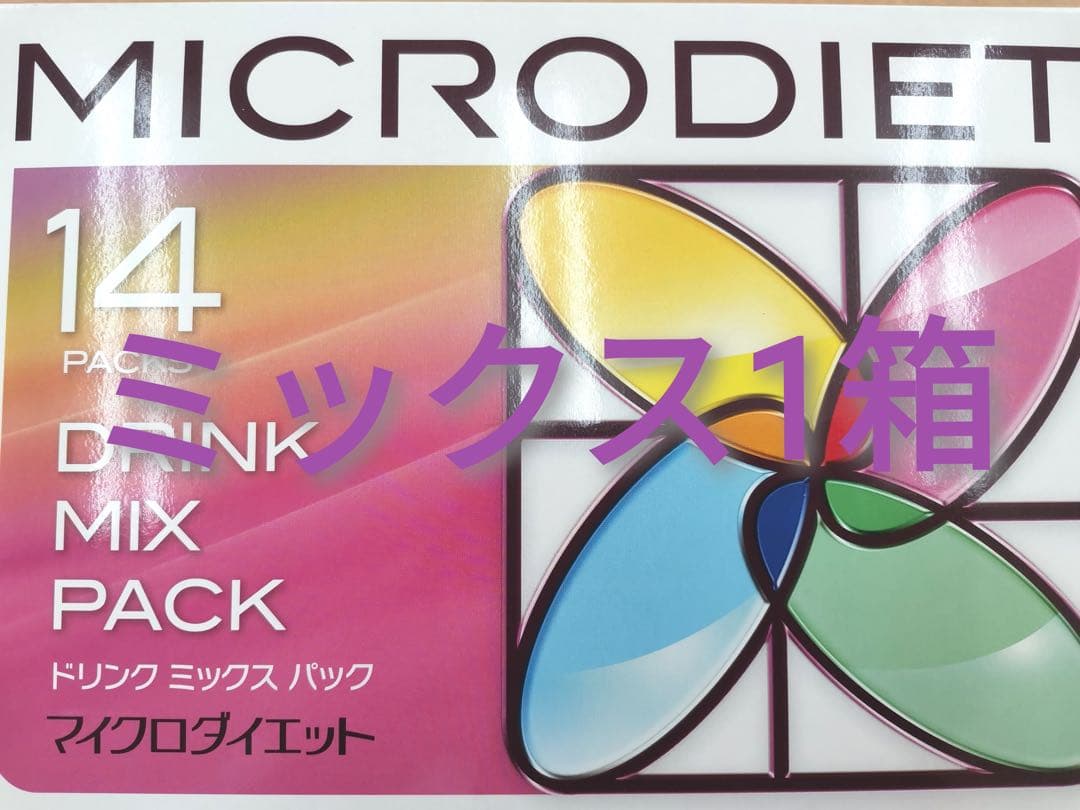 MICRODIET
14
PACKS
ミックス1箱
DRINK
MIX
PACK
ドリンク ミックス パック
マイクロダイエット